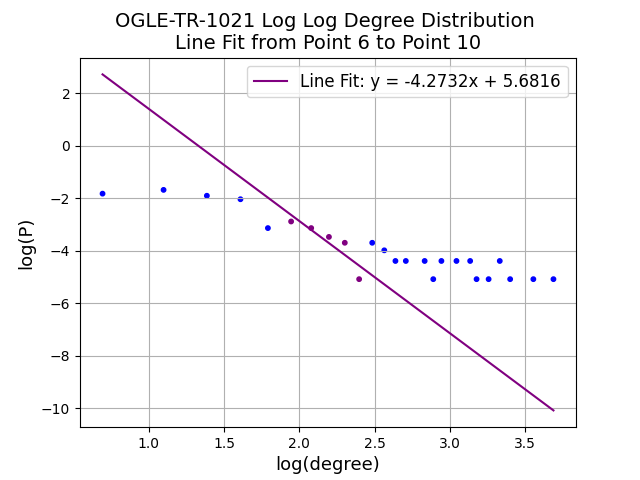 OGLE-TR-1021 Log Log Degree Distribution
Line Fit from Point 6 to Point 10
Line Fit: y = -4.2732x + 5.6816
log(P)
2
0
−2
−4
−6
−8
−10
1.0 1.5 2.0 2.5 3.0 3.5
log(degree)